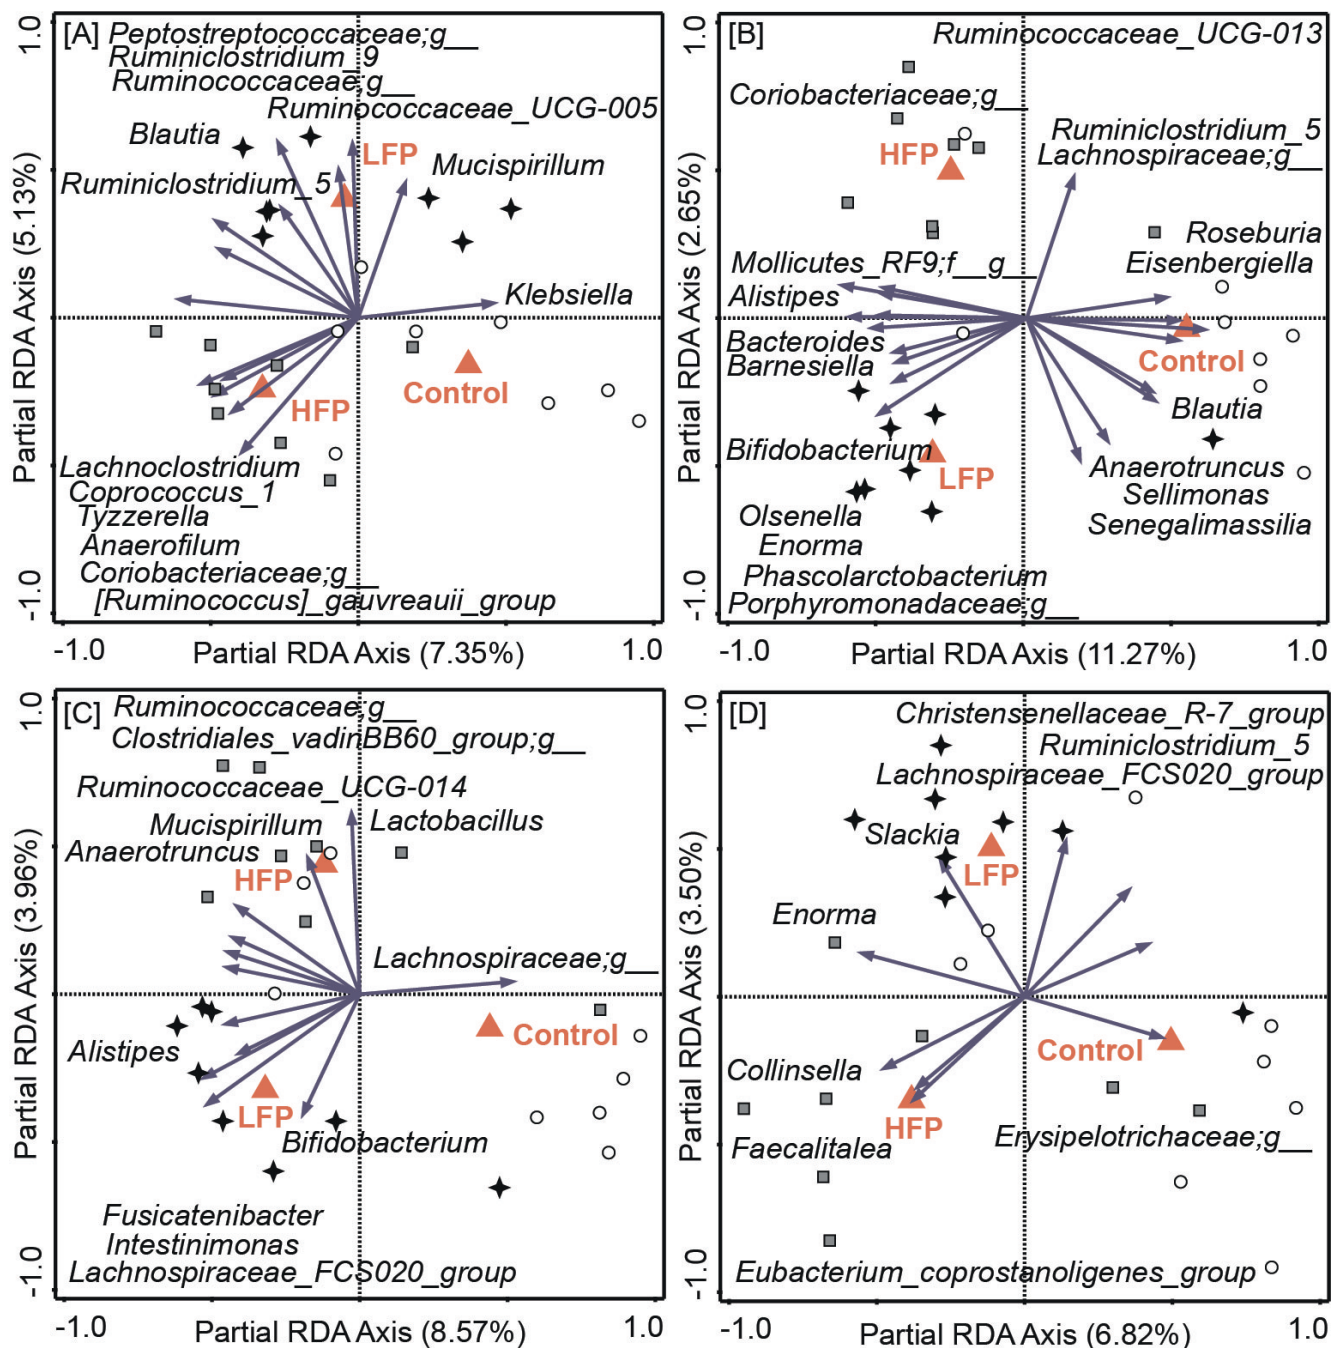 [A] Peptostreptococcaceae;g__
Ruminiclostridium_9
Ruminococcaceae;g__
Ruminococcaceae_UCG-005
Blautia
LFP
Mucispirillum
Ruminiclostridium_5
Klebsiella
Control
HFP
Lachnoclostridium
Coprococcus_1
Tyzzerella
Anaerofilum
Coriobacteriaceae;g__
[Ruminococcus]_gauvreauii_group
1.0
Partial RDA Axis (5.13%)
-1.0
-1.0
Partial RDA Axis (7.35%)
1.0
[B]
Ruminococcaceae_UCG-013
Coriobacteriaceae;g__
HFP
Ruminiclostridium_5
Lachnospiraceae;g__
Roseburia
Eisenbergiella
Mollicutes_RF9;f__g__
Alistipes
Bacteroides
Barnesiella
Control
Blautia
Bifidobacterium
LFP
Anaerotruncus
Sellimonas
Senegalimassilia
Olsenella
Enorma
Phascolarctobacterium
Porphyromonadaceae;g__
1.0
Partial RDA Axis (2.65%)
-1.0
-1.0
Partial RDA Axis (11.27%)
1.0
[C]
Ruminococcaceae;g__
Clostridiales_vadinBB60_group;g__
Ruminococcaceae_UCG-014
Mucispirillum
Lactobacillus
Anaerotruncus
HFP
Lachnospiraceae;g__
Control
Alistipes
LFP
Bifidobacterium
Fusicatenibacter
Intestinimonas
Lachnospiraceae_FCS020_group
1.0
Partial RDA Axis (3.96%)
-1.0
-1.0
Partial RDA Axis (8.57%)
1.0
[D]
Christensenellaceae_R-7_group
Ruminiclostridium_5
Lachnospiraceae_FCS020_group
Slackia
LFP
Enorma
Control
Collinsella
HFP
Erysipelotrichaceae;g__
Faecalitalea
Eubacterium_coprostanoligenes_group
1.0
Partial RDA Axis (3.50%)
-1.0
-1.0
Partial RDA Axis (6.82%)
1.0